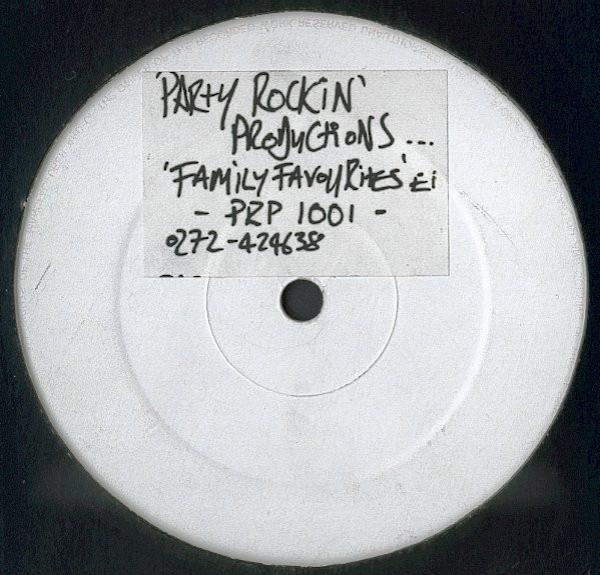 'PARTY ROCKIN'
PRODUCTIONS...
'FAMILY FAVOURITES' Ei
- PRP 1001 -
0272-424638